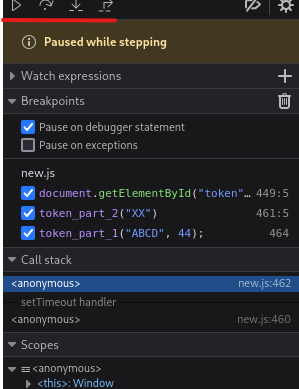 Paused while stepping
Watch expressions
Breakpoints
Pause on debugger statement
Pause on exceptions
new.js
document.getElementById("token"… 449:5
token_part_2("XX") 461:5
token_part_1("ABCD", 44); 464
Call stack
<anonymous> new.js:462
setTimeout handler
<anonymous> new.js:460
Scopes
<anonymous>
<this>: Window